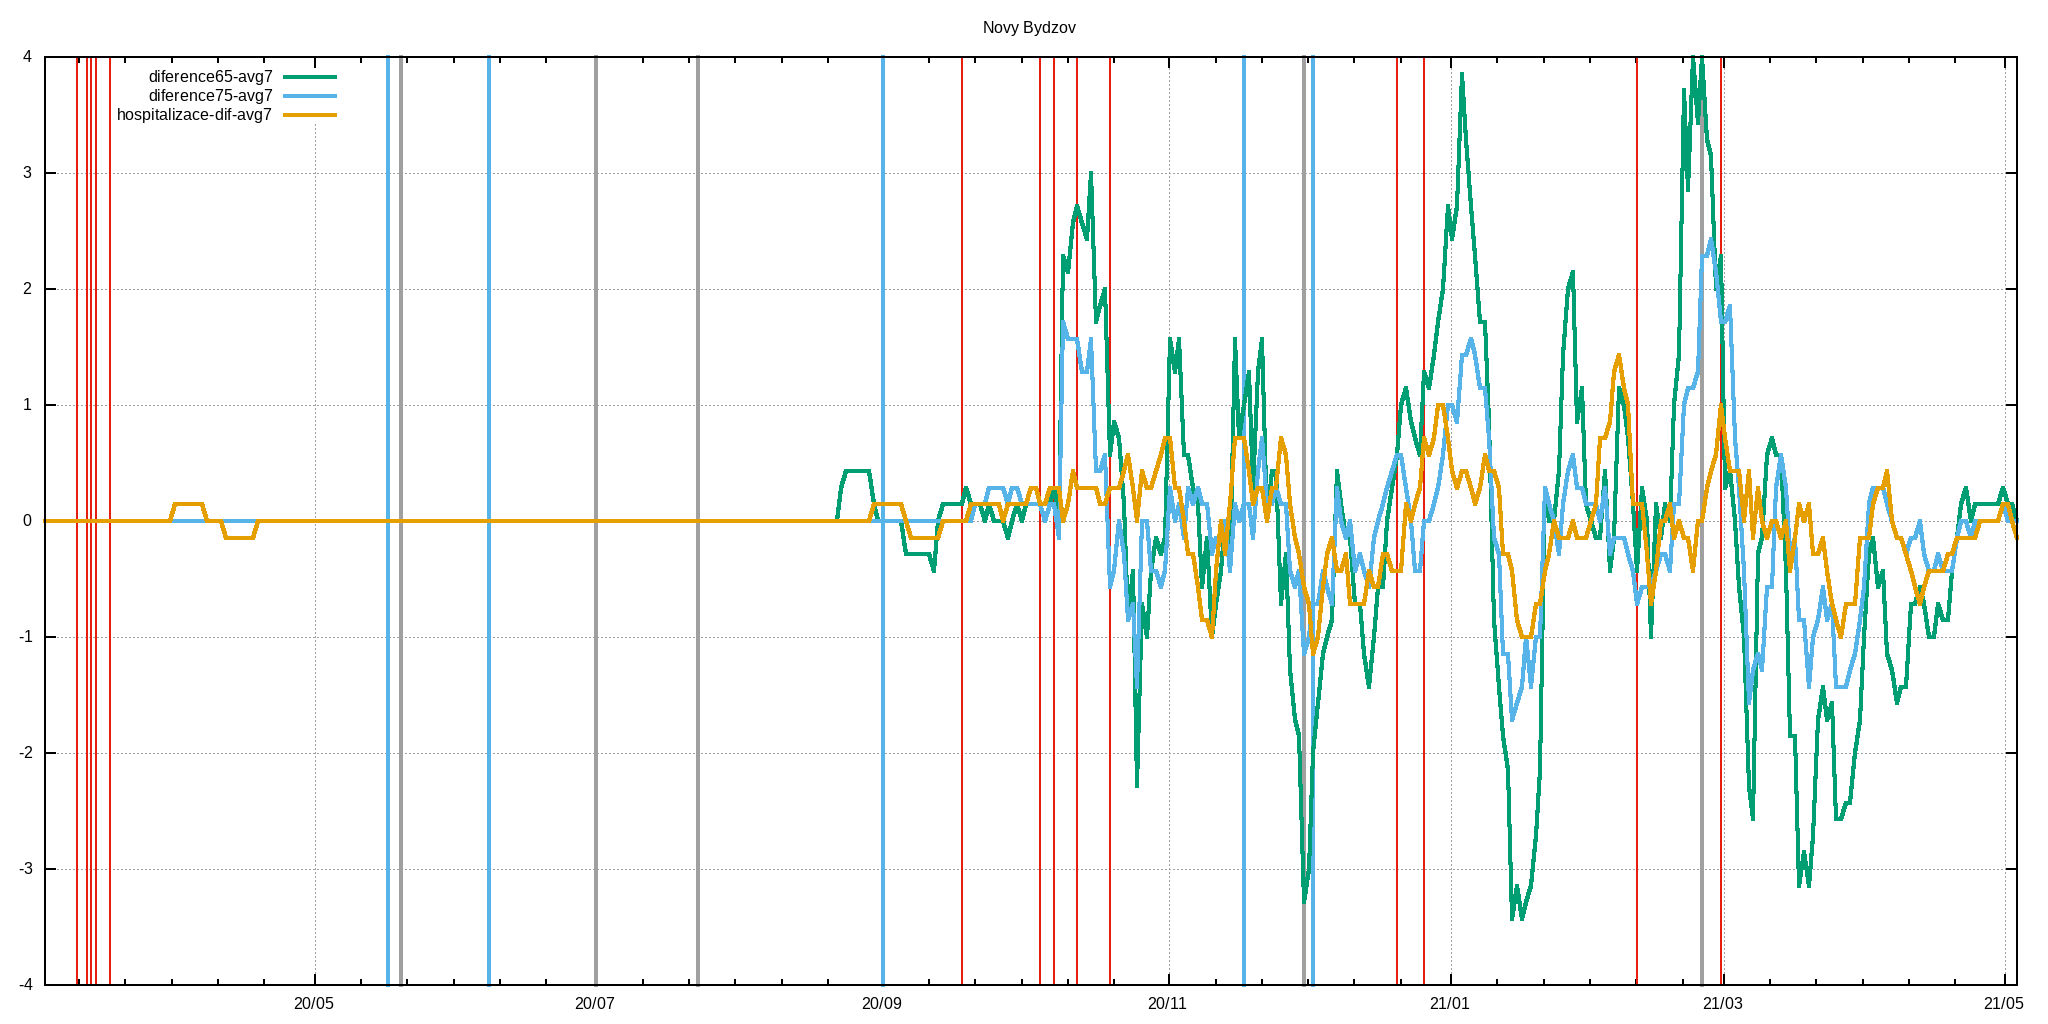 Novy Bydzov
diference65-avg7
diference75-avg7
hospitalizace-dif-avg7
4
3
2
1
0
-1
-2
-3
-4
20/05 20/07 20/09 20/11 21/01 21/03 21/05